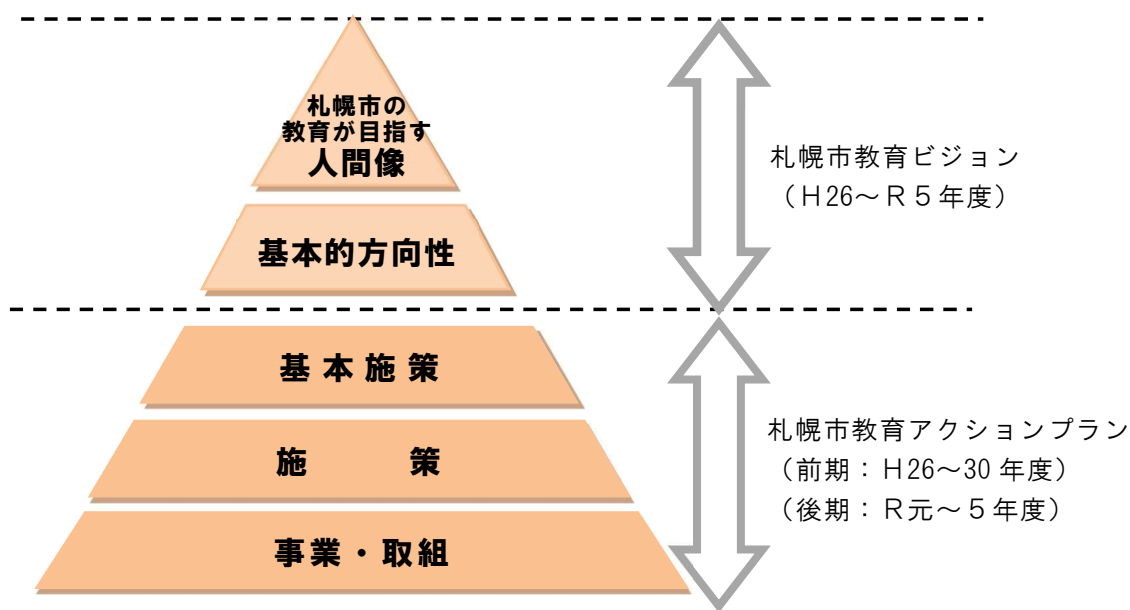 札幌市の
教育が目指す
人間像
基本的方向性
札幌市教育ビジョン
（H26～R５年度）
基本施策
施　　策
事業・取組
札幌市教育アクションプラン
（前期：H26～30年度）
（後期：R元～５年度）